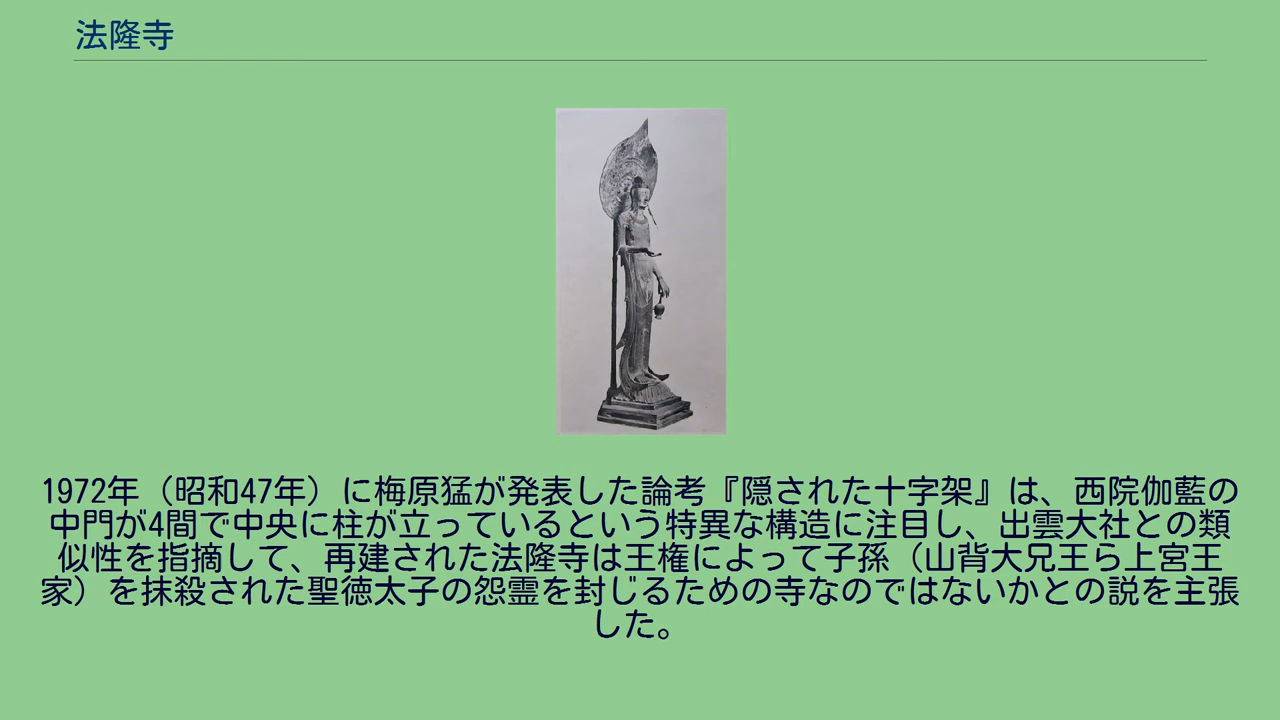 法隆寺
1972年（昭和47年）に梅原猛が発表した論考『隠された十字架』は、西院伽藍の
中門が4間で中央に柱が立っているという特異な構造に注目し、出雲大社との類
似性を指摘して、再建された法隆寺は王権によって子孫（山背大兄王ら上宮王
家）を抹殺された聖徳太子の怨霊を封じるための寺なのではないかとの説を主張
した。